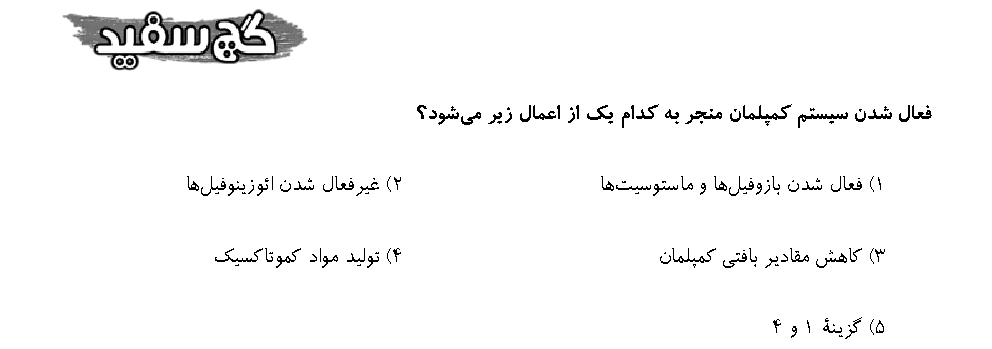 گچ سفید
فعال شدن سیستم کمپلمان منجر به کدام یک از اعمال زیر می‌شود؟
۱) فعال شدن بازوفیل‌ها و ماستوسیت‌ها ۲) غیرفعال شدن ائوزینوفیل‌ها
۳) کاهش مقادیر بافتی کمپلمان ۴) تولید مواد کموتاکسیک
۵) گزینهٔ ۱ و ۴